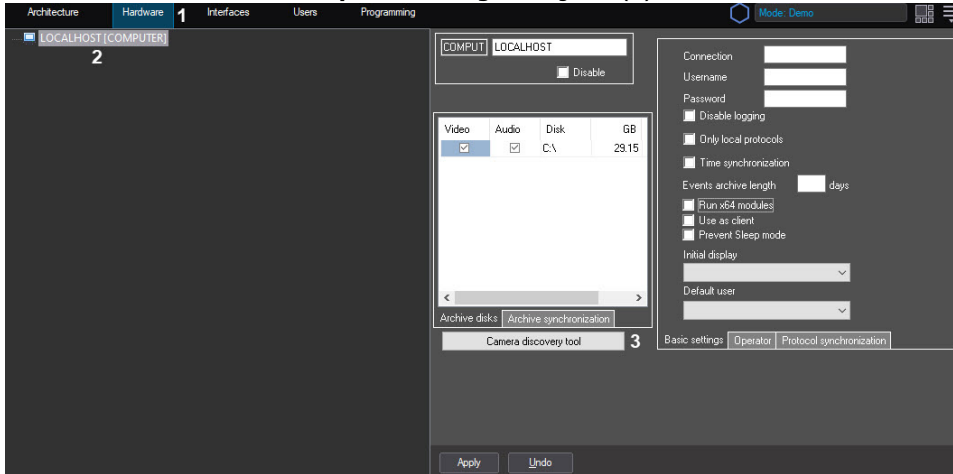 Architecture Hardware 1 Interfaces Users Programming Mode: Demo
LOCALHOST [COMPUTER]
2
COMPUT LOCALHOST
Disable
Video Audio Disk GB
C:\ 29.15
Archive disks Archive synchronization
Camera discovery tool 3
Connection
Username
Password
Disable logging
Only local protocols
Time synchronization
Events archive length days
Run x64 modules
Use as client
Prevent Sleep mode
Initial display
Default user
Basic settings Operator Protocol synchronization
Apply Undo